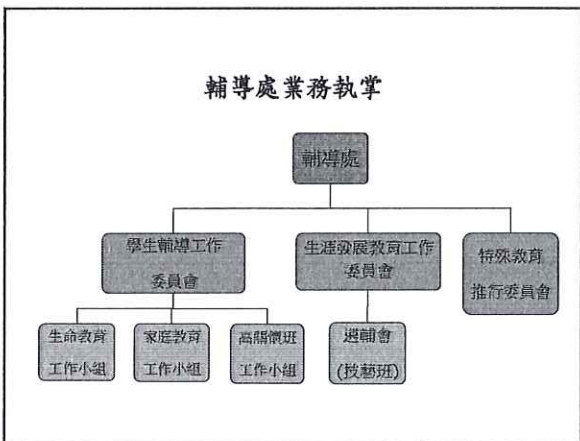 輔導處業務執掌
輔導處
學生輔導工作
委員會
生涯發展教育工作
委員會
特殊教育
推行委員會
生命教育
工作小組
家庭教育
工作小組
高關懷班
工作小組
遴輔會
(技藝班)